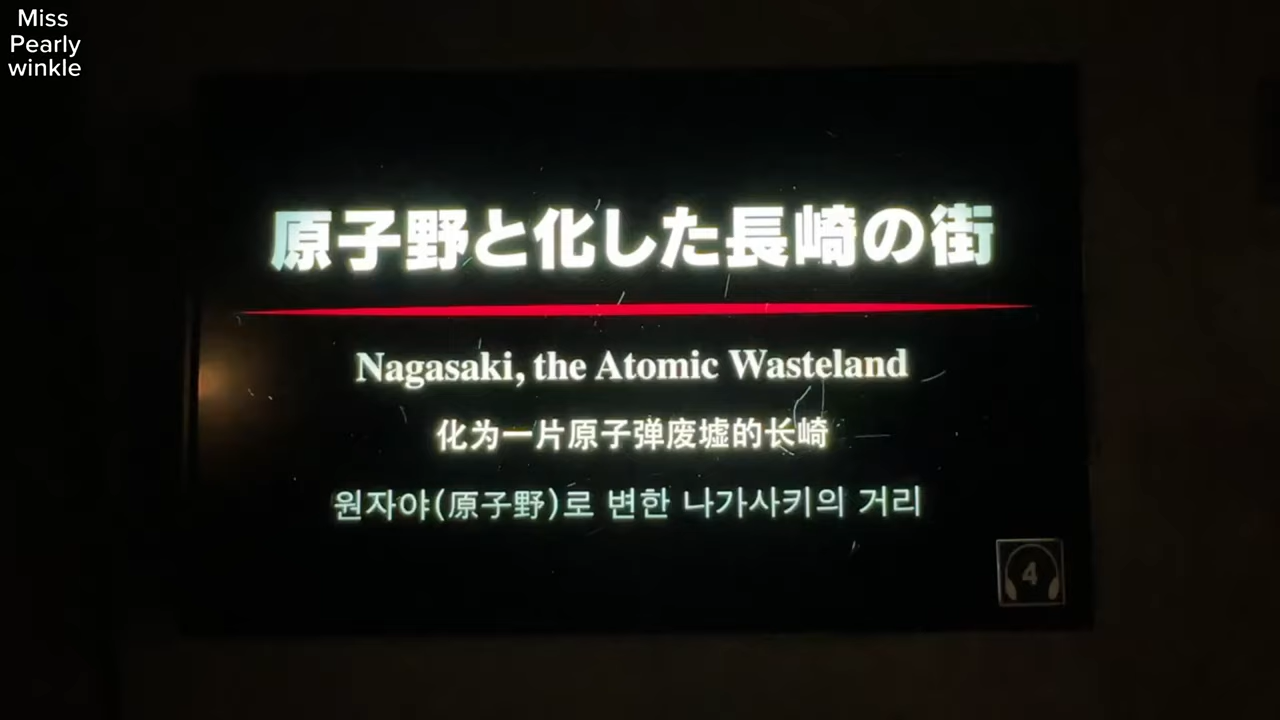 Miss
Pearly
winkle
原子野と化した長崎の街
Nagasaki, the Atomic Wasteland
化为一片原子弹废墟的长崎
원자야(原子野)로 변한 나가사키의 거리
4